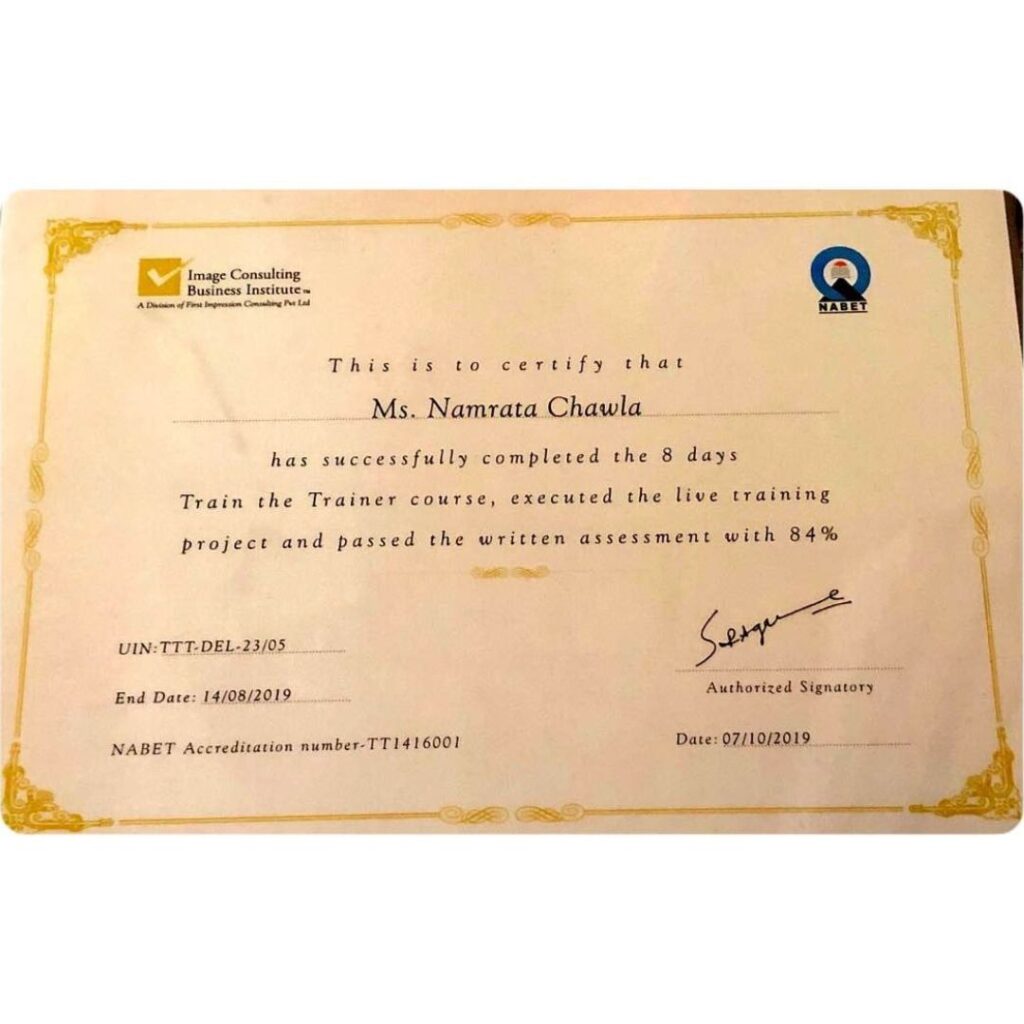 Image Consulting
Business Institute™
A Division of First Impression Consulting Pvt Ltd
NABET
This is to certify that
Ms. Namrata Chawla
has successfully completed the 8 days
Train the Trainer course, executed the live training
project and passed the written assessment with 84%
UIN:TTT-DEL-23/05
End Date: 14/08/2019
Authorized Signatory
NABET Accreditation number-TT1416001
Date: 07/10/2019